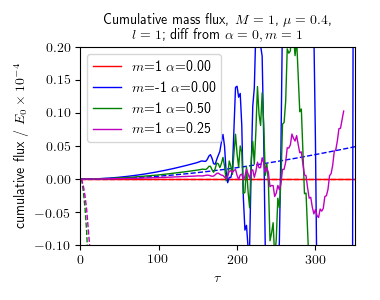 Cumulative mass flux, M = 1, μ = 0.4,
l = 1; diff from α = 0, m = 1
0.20
0.15
0.10
0.05
0.00
−0.05
−0.10
cumulative flux / E₀ × 10⁻⁴
m=1 α=0.00
m=-1 α=0.00
m=1 α=0.50
m=1 α=0.25
0 100 200 300
τ